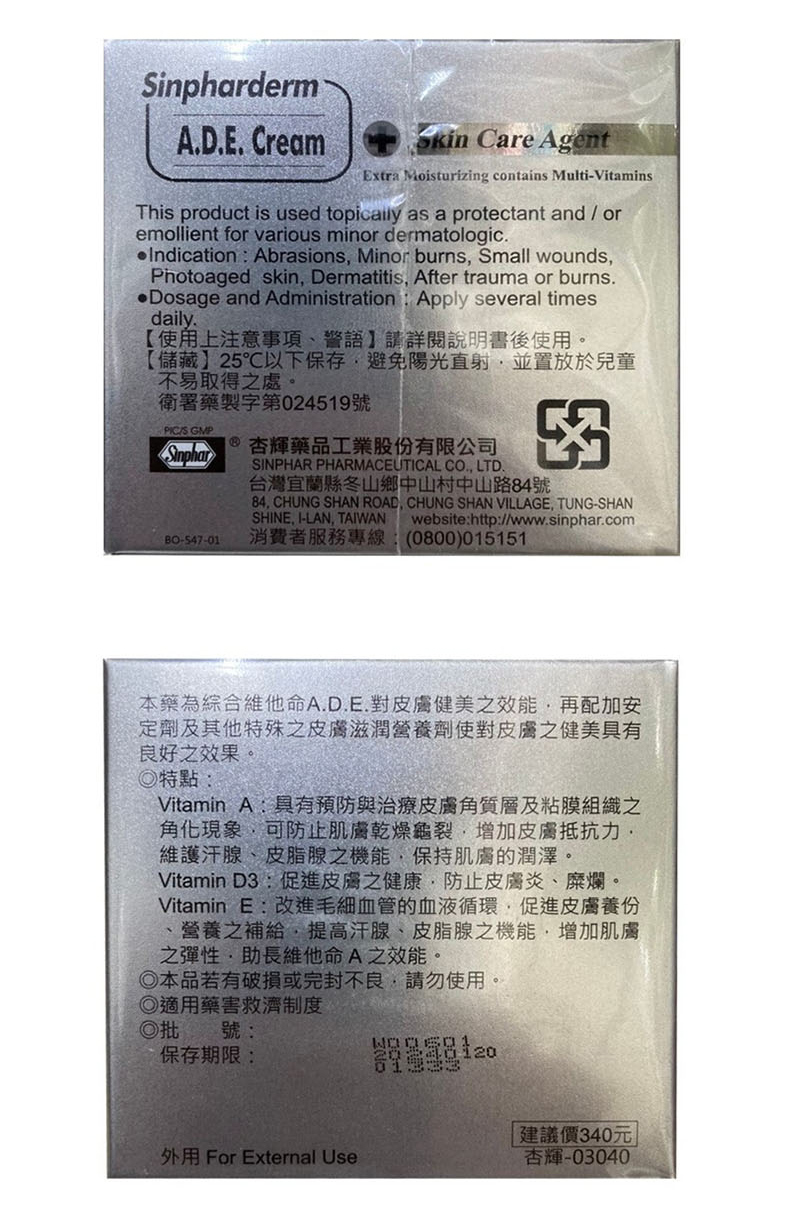 Sinpharderm
A.D.E. Cream
Skin Care Agent
Extra Moisturizing contains Multi-Vitamins
This product is used topically as a protectant and / or
emollient for various minor dermatologic.
●Indication : Abrasions, Minor burns, Small wounds,
Photoaged skin, Dermatitis, After trauma or burns.
●Dosage and Administration : Apply several times
daily.
【使用上注意事項、警語】請詳閱說明書後使用。
【儲藏】25℃以下保存，避免陽光直射，並置放於兒童
不易取得之處。
衛署藥製字第024519號
PIC/S GMP
Sinphar ® 杏輝藥品工業股份有限公司
SINPHAR PHARMACEUTICAL CO., LTD.
台灣宜蘭縣冬山鄉中山村中山路84號
84, CHUNG SHAN ROAD, CHUNG SHAN VILLAGE, TUNG-SHAN
SHINE, I-LAN, TAIWAN website:http://www.sinphar.com
BO-547-01 消費者服務專線：(0800)015151
本藥為綜合維他命A.D.E.對皮膚健美之效能，再配加安
定劑及其他特殊之皮膚滋潤營養劑使對皮膚之健美具有
良好之效果。
◎特點：
Vitamin A：具有預防與治療皮膚角質層及粘膜組織之
角化現象，可防止肌膚乾燥龜裂，增加皮膚抵抗力，
維護汗腺、皮脂腺之機能，保持肌膚的潤澤。
Vitamin D3：促進皮膚之健康，防止皮膚炎、糜爛。
Vitamin E：改進毛細血管的血液循環，促進皮膚養份
、營養之補給，提高汗腺、皮脂腺之機能，增加肌膚
之彈性，助長維他命A之效能。
◎本品若有破損或完封不良，請勿使用。
◎適用藥害救濟制度
◎批 號： W00601
保存期限： 20240120
01333
建議價340元
外用 For External Use 杏輝-03040